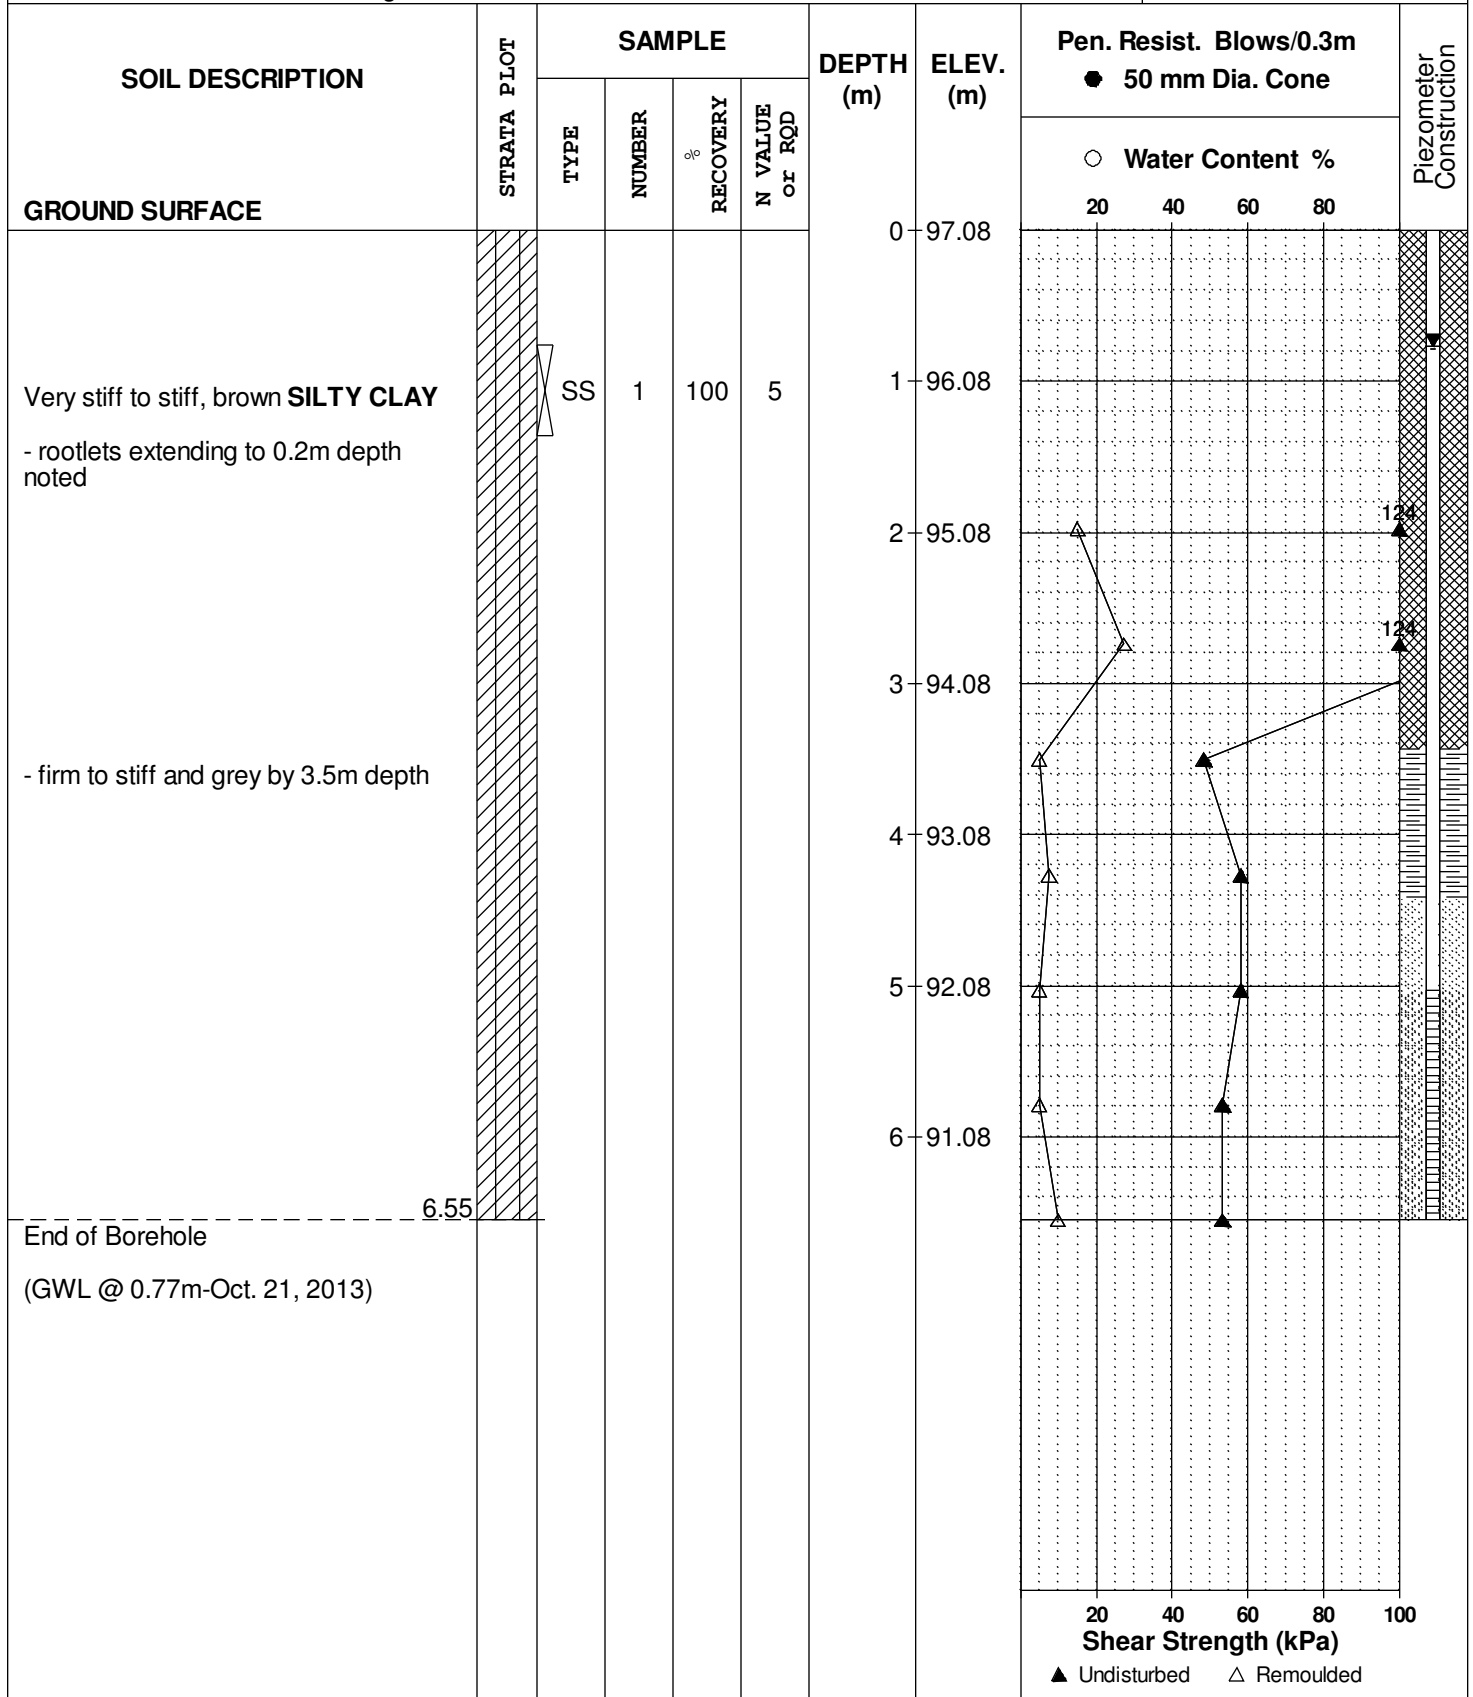 SOIL DESCRIPTION
GROUND SURFACE
STRATA PLOT
SAMPLE
TYPE
NUMBER
%
RECOVERY
N VALUE
or RQD
DEPTH
(m)
ELEV.
(m)
Pen. Resist. Blows/0.3m
● 50 mm Dia. Cone
○ Water Content %
20 40 60 80
Piezometer
Construction
0 97.08
Very stiff to stiff, brown SILTY CLAY
SS 1 100 5
1 96.08
- rootlets extending to 0.2m depth
noted
124
2 95.08
124
3 94.08
- firm to stiff and grey by 3.5m depth
4 93.08
5 92.08
6 91.08
6.55
End of Borehole
(GWL @ 0.77m-Oct. 21, 2013)
20 40 60 80 100
Shear Strength (kPa)
▲ Undisturbed △ Remoulded